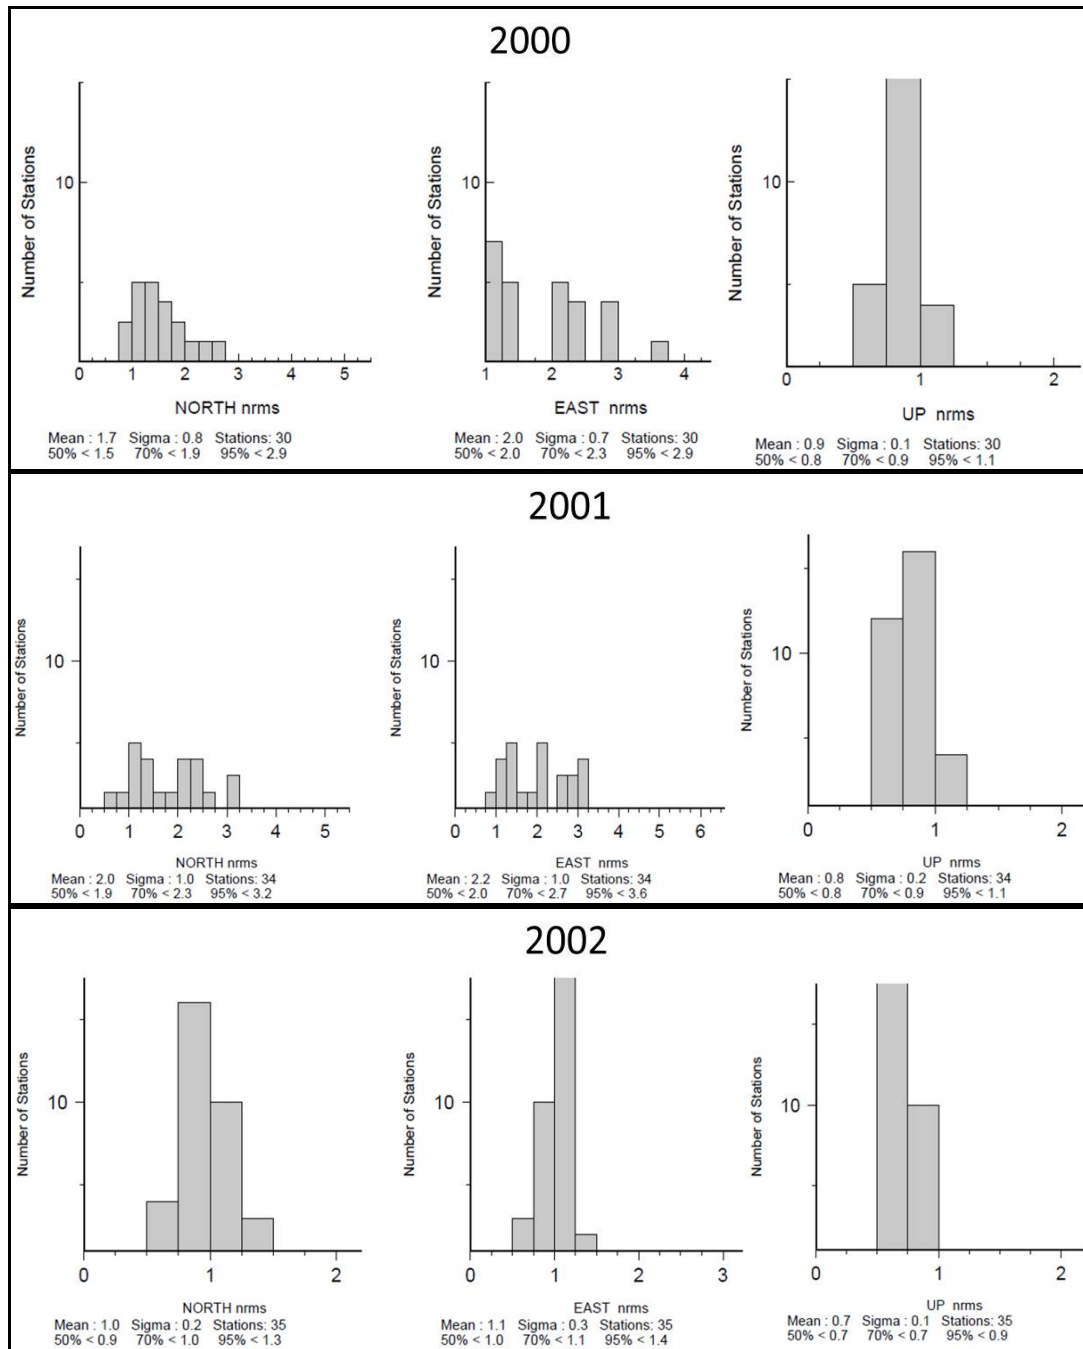 2000
Number of Stations
10
0 1 2 3 4 5
NORTH nrms
Mean : 1.7 Sigma : 0.8 Stations: 30
50% < 1.5 70% < 1.9 95% < 2.9
Number of Stations
10
1 2 3 4
EAST nrms
Mean : 2.0 Sigma : 0.7 Stations: 30
50% < 2.0 70% < 2.3 95% < 2.9
Number of Stations
10
0 1 2
UP nrms
Mean : 0.9 Sigma : 0.1 Stations: 30
50% < 0.8 70% < 0.9 95% < 1.1
2001
Number of Stations
10
0 1 2 3 4 5
NORTH nrms
Mean : 2.0 Sigma : 1.0 Stations: 34
50% < 1.9 70% < 2.3 95% < 3.2
Number of Stations
10
0 1 2 3 4 5 6
EAST nrms
Mean : 2.2 Sigma : 1.0 Stations: 34
50% < 2.0 70% < 2.7 95% < 3.6
Number of Stations
10
0 1 2
UP nrms
Mean : 0.8 Sigma : 0.2 Stations: 34
50% < 0.8 70% < 0.9 95% < 1.1
2002
Number of Stations
10
0 1 2
NORTH nrms
Mean : 1.0 Sigma : 0.2 Stations: 35
50% < 0.9 70% < 1.0 95% < 1.3
Number of Stations
10
0 1 2 3
EAST nrms
Mean : 1.1 Sigma : 0.3 Stations: 35
50% < 1.0 70% < 1.1 95% < 1.4
Number of Stations
10
0 1 2
UP nrms
Mean : 0.7 Sigma : 0.1 Stations: 35
50% < 0.7 70% < 0.7 95% < 0.9